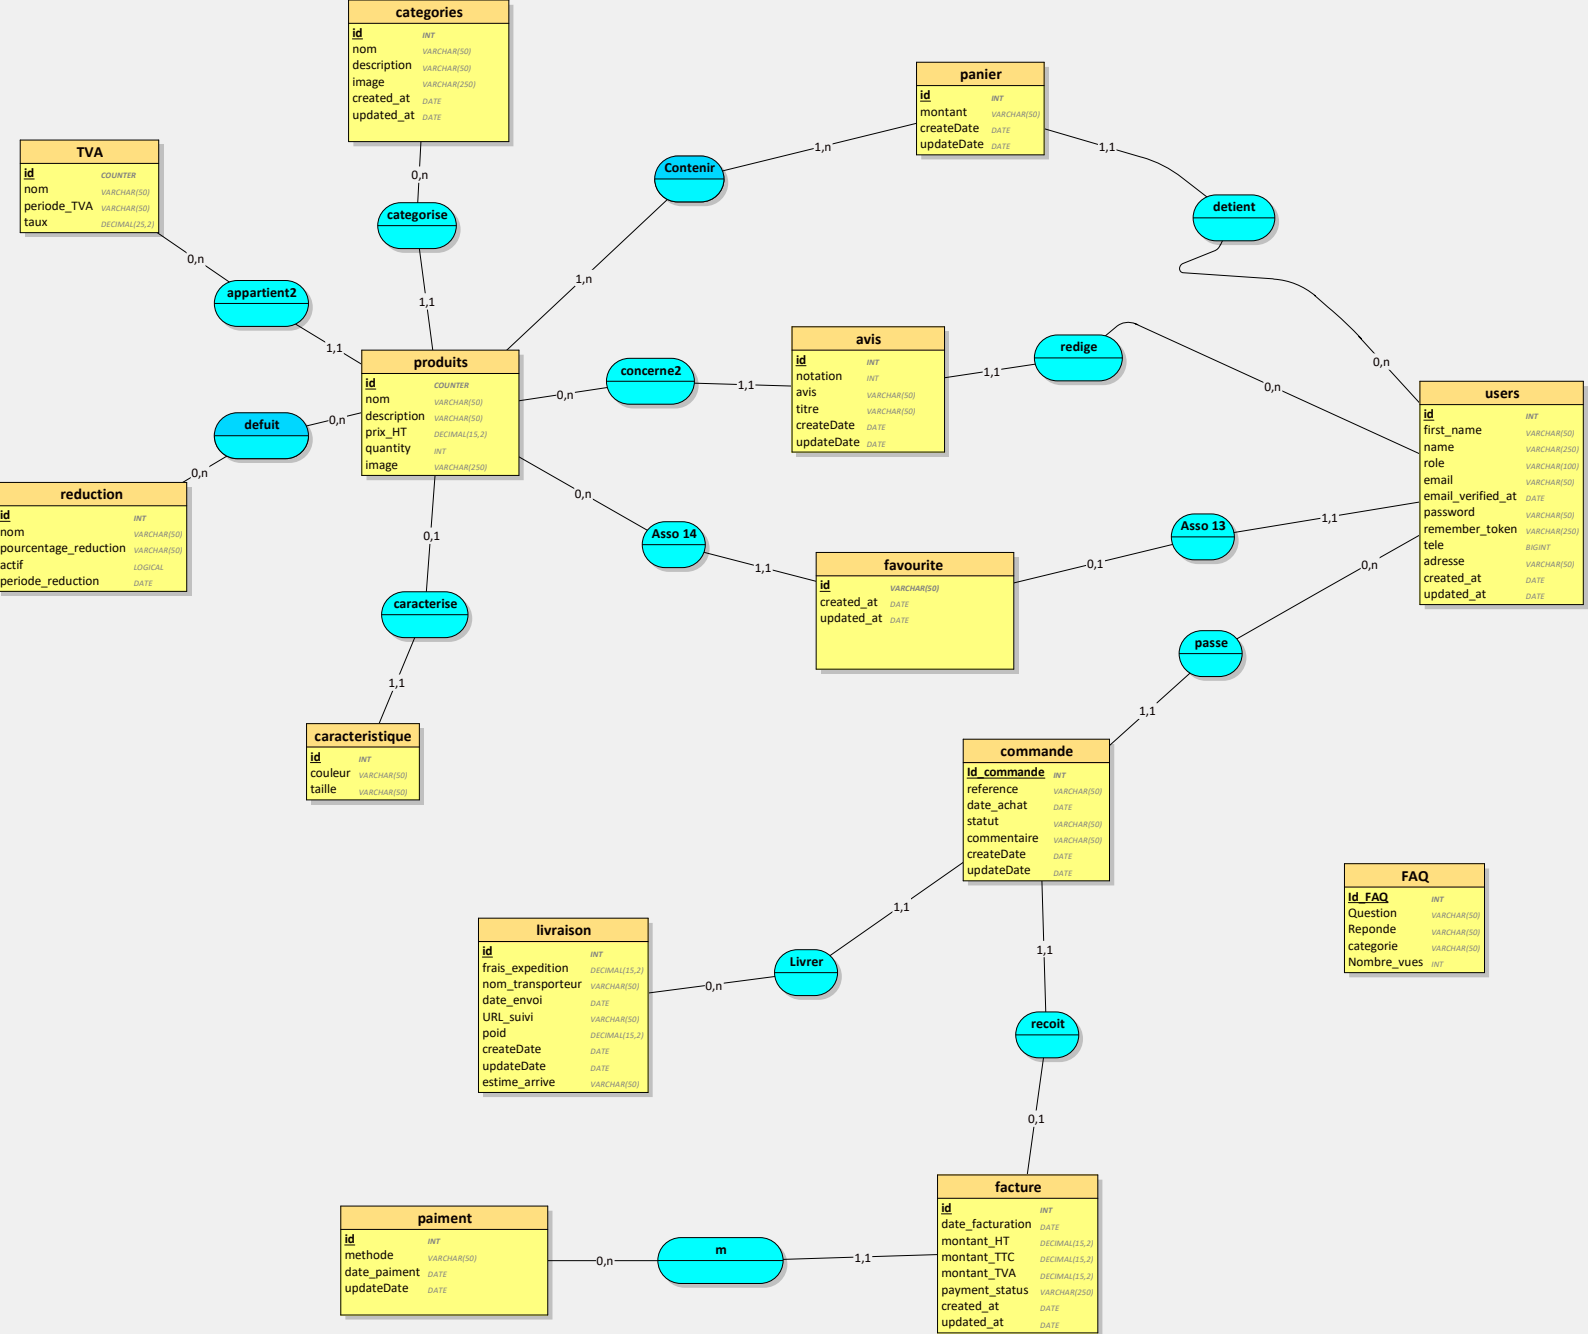 categories
id INT
nom VARCHAR(50)
description VARCHAR(50)
image VARCHAR(250)
created_at DATE
updated_at DATE
panier
id INT
montant VARCHAR(50)
createDate DATE
updateDate DATE
TVA
id COUNTER
nom VARCHAR(50)
periode_TVA VARCHAR(50)
taux DECIMAL(25,2)
0,n
categorise
1,1
Contenir
1,n
1,n
1,1
detient
0,n
0,n
appartient2
1,1
produits
id COUNTER
nom VARCHAR(50)
description VARCHAR(50)
prix_HT DECIMAL(15,2)
quantity INT
image VARCHAR(250)
concerne2
0,n
1,1
avis
id INT
notation INT
avis VARCHAR(50)
titre VARCHAR(50)
createDate DATE
updateDate DATE
redige
1,1
0,n
users
id INT
first_name VARCHAR(50)
name VARCHAR(250)
role VARCHAR(100)
email VARCHAR(50)
email_verified_at DATE
password VARCHAR(50)
remember_token VARCHAR(250)
tele BIGINT
adresse VARCHAR(50)
created_at DATE
updated_at DATE
defuit
0,n
0,n
reduction
id INT
nom VARCHAR(50)
pourcentage_reduction VARCHAR(50)
actif LOGICAL
periode_reduction DATE
0,n
Asso 14
1,1
favourite
id VARCHAR(50)
created_at DATE
updated_at DATE
0,1
Asso 13
1,1
0,1
caracterise
1,1
caracteristique
id INT
couleur VARCHAR(50)
taille VARCHAR(50)
0,n
passe
1,1
commande
Id_commande INT
reference VARCHAR(50)
date_achat DATE
statut VARCHAR(50)
commentaire VARCHAR(50)
createDate DATE
updateDate DATE
FAQ
Id_FAQ INT
Question VARCHAR(50)
Reponde VARCHAR(50)
categorie VARCHAR(50)
Nombre_vues INT
livraison
id INT
frais_expedition DECIMAL(15,2)
nom_transporteur VARCHAR(50)
date_envoi DATE
URL_suivi VARCHAR(50)
poid DECIMAL(15,2)
createDate DATE
updateDate DATE
estime_arrive VARCHAR(50)
1,1
Livrer
0,n
1,1
recoit
0,1
facture
id INT
date_facturation DATE
montant_HT DECIMAL(15,2)
montant_TTC DECIMAL(15,2)
montant_TVA DECIMAL(15,2)
payment_status VARCHAR(250)
created_at DATE
updated_at DATE
paiment
id INT
methode VARCHAR(50)
date_paiment DATE
updateDate DATE
0,n
m
1,1